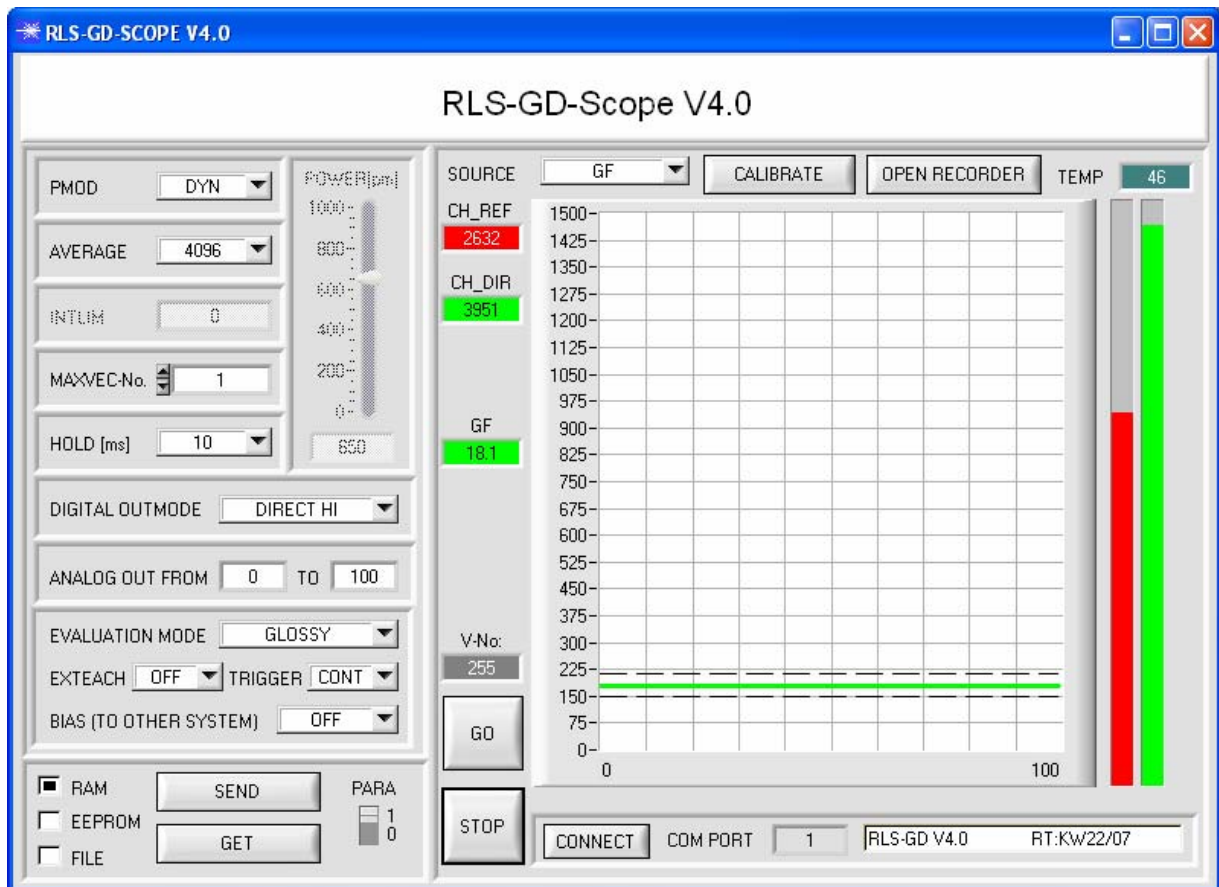 RLS-GD-SCOPE V4.0
RLS-GD-Scope V4.0
PMOD DYN
AVERAGE 4096
INTLIM 0
MAXVEC-No. 1
HOLD [ms] 10
POWER[pm]
1000
800
600
400
200
0
650
DIGITAL OUTMODE DIRECT HI
ANALOG OUT FROM 0 TO 100
EVALUATION MODE GLOSSY
EXTEACH OFF TRIGGER CONT
BIAS (TO OTHER SYSTEM) OFF
RAM
EEPROM
FILE
SEND
GET
PARA
1
0
SOURCE GF CALIBRATE OPEN RECORDER TEMP 46
CH_REF
2632
CH_DIR
3951
GF
18.1
V-No:
255
GO
STOP
1500
1425
1350
1275
1200
1125
1050
975
900
825
750
675
600
525
450
375
300
225
150
75
0
0 100
CONNECT COM PORT 1 RLS-GD V4.0 RT:KW22/07